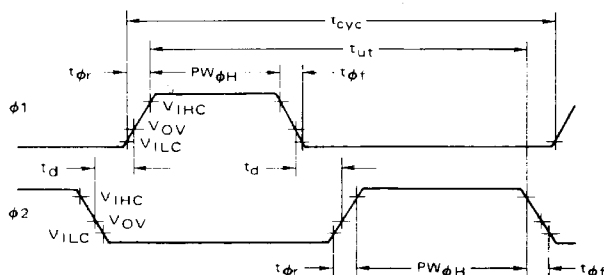 tcyc
tut
tϕr PWϕH tϕf
ϕ1 VIHC
VOV
VILC
td td
ϕ2 VIHC
VOV
VILC
tϕr PWϕH tϕf